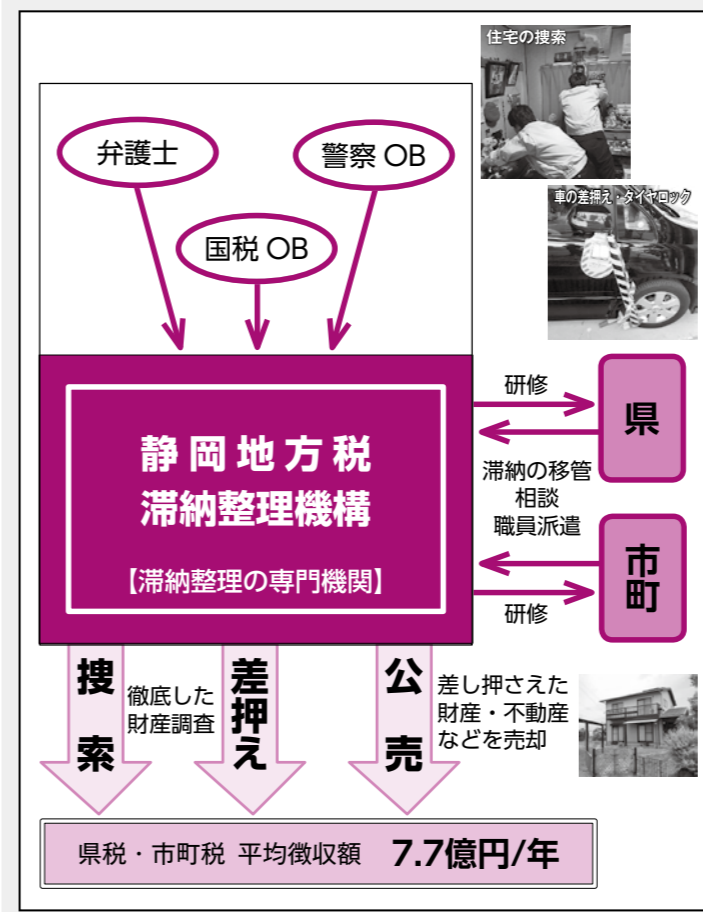 住宅の捜索
車の差押え・タイヤロック
弁護士
警察 OB
国税 OB
静岡地方税
滞納整理機構
【滞納整理の専門機関】
研修
県
滞納の移管
相談
職員派遣
市町
研修
捜索
徹底した
財産調査
差押え
公売
差し押さえた
財産・不動産
などを売却
県税・市町税 平均徴収額 7.7億円/年